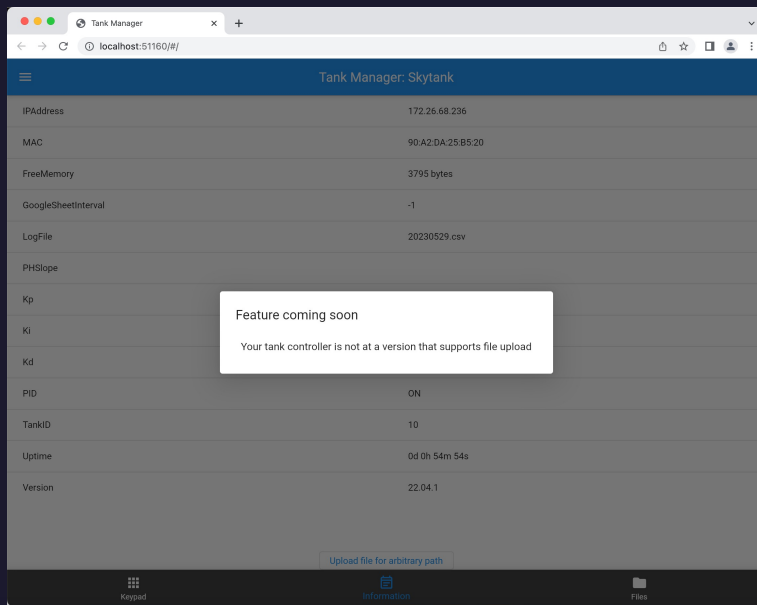 Tank Manager
localhost:51160/#/
Tank Manager: Skytank
IPAddress 172.26.68.236
MAC 90:A2:DA:25:B5:20
FreeMemory 3795 bytes
GoogleSheetInterval -1
LogFile 20230529.csv
PHSlope
Kp
Feature coming soon
Ki
Your tank controller is not at a version that supports file upload
Kd
PID ON
TankID 10
Uptime 0d 0h 54m 54s
Version 22.04.1
Upload file for arbitrary path
Keypad Information Files